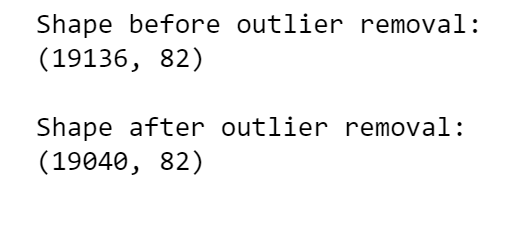 Shape before outlier removal:
(19136, 82)
Shape after outlier removal:
(19040, 82)